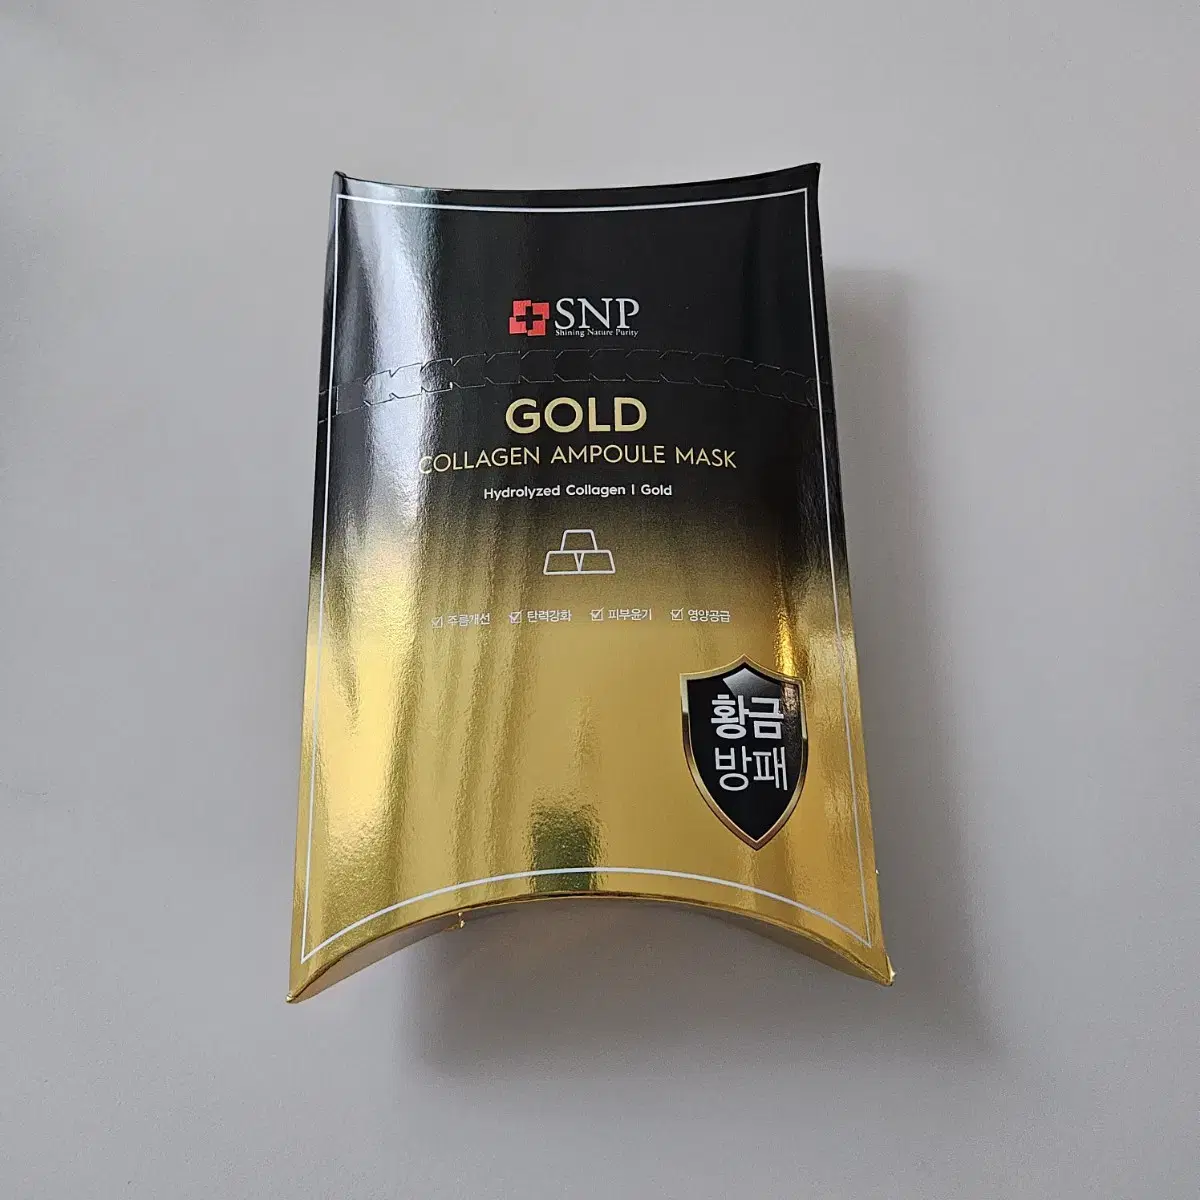 SNP
Shining Nature Purity
GOLD
COLLAGEN AMPOULE MASK
Hydrolyzed Collagen I Gold
주름개선 탄력강화 피부윤기 영양공급
황금
방패